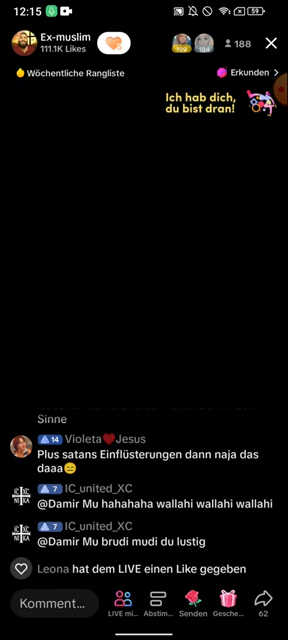 12:15
59
Ex-muslim
111.1K Likes
199
104
188
Wöchentliche Rangliste
Erkunden >
Ich hab dich,
du bist dran!
Sinne
14 Violeta❤Jesus
Plus satans Einflüsterungen dann naja das
daaa😑
7 IC_united_XC
@Damir Mu hahahaha wallahi wallahi wallahi
7 IC_united_XC
@Damir Mu brudi mudi du lustig
Leona hat dem LIVE einen Like gegeben
Komment...
LIVE mi...
Abstim...
Senden
Gesche...
62